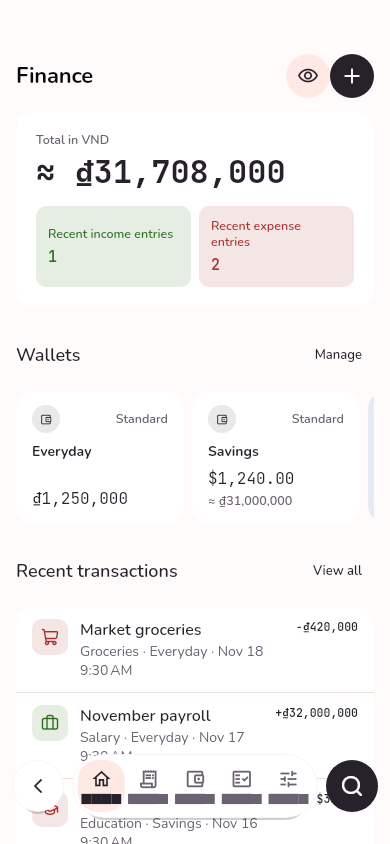 Finance
Total in VND
≈ ₫31,708,000
Recent income entries
1
Recent expense
entries
2
Wallets
Manage
Standard
Everyday
₫1,250,000
Standard
Savings
$1,240.00
≈ ₫31,000,000
Recent transactions
View all
Market groceries
-₫420,000
Groceries · Everyday · Nov 18
9:30 AM
November payroll
+₫32,000,000
Salary · Everyday · Nov 17
9:30 AM
Education · Savings · Nov 16
9:30 AM